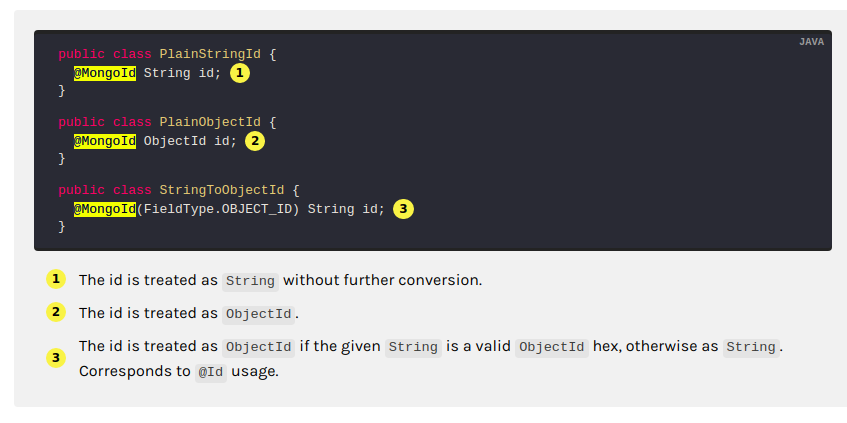 JAVA
public class PlainStringId {
@MongoId String id; 1
}
public class PlainObjectId {
@MongoId ObjectId id; 2
}
public class StringToObjectId {
@MongoId(FieldType.OBJECT_ID) String id; 3
}
1 The id is treated as String without further conversion.
2 The id is treated as ObjectId.
3 The id is treated as ObjectId if the given String is a valid ObjectId hex, otherwise as String.
Corresponds to @Id usage.